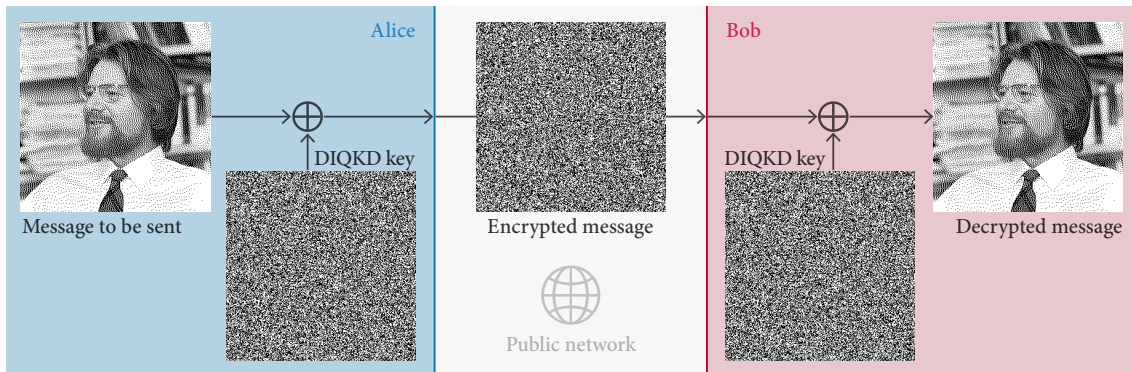 Alice
Bob
DIQKD key
DIQKD key
Message to be sent
Encrypted message
Decrypted message
Public network